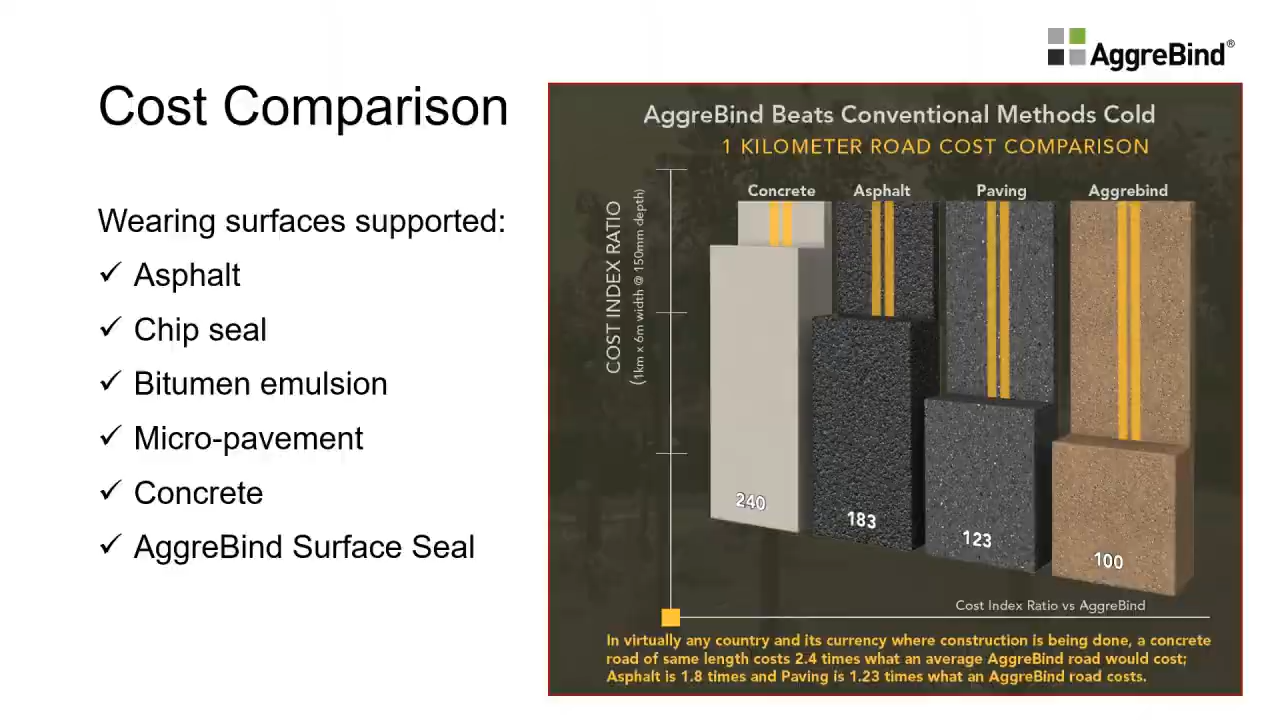 AggreBind®
Cost Comparison
Wearing surfaces supported:
✓ Asphalt
✓ Chip seal
✓ Bitumen emulsion
✓ Micro-pavement
✓ Concrete
✓ AggreBind Surface Seal
AggreBind Beats Conventional Methods Cold
1 KILOMETER ROAD COST COMPARISON
COST INDEX RATIO
(1km x 6m width @ 150mm depth)
Concrete Asphalt Paving Aggrebind
240
183
123
100
Cost Index Ratio vs AggreBind
In virtually any country and its currency where construction is being done, a concrete
road of same length costs 2.4 times what an average AggreBind road would cost;
Asphalt is 1.8 times and Paving is 1.23 times what an AggreBind road costs.